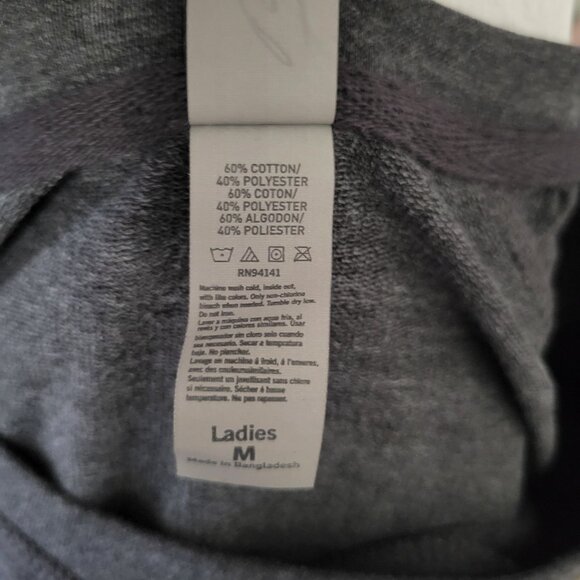 60% COTTON/
40% POLYESTER
60% COTON/
40% POLYESTER
60% ALGODON/
40% POLIESTER
RN94141
Machine wash cold, inside out,
with like colors. Only non-chlorine
bleach when needed. Tumble dry low.
Do not iron.
Lavar a máquina con agua fría, al
revés y con colores similares. Usar
blanqueador sin cloro solo cuando
sea necesario. Secar a temperatura
baja. No planchar.
Lavage en machine à froid, à l'envers,
avec des couleurs similaires.
Seulement un javellisant sans chlore
si nécessaire. Sécher à basse
température. Ne pas repasser.
Ladies
M
Made in Bangladesh